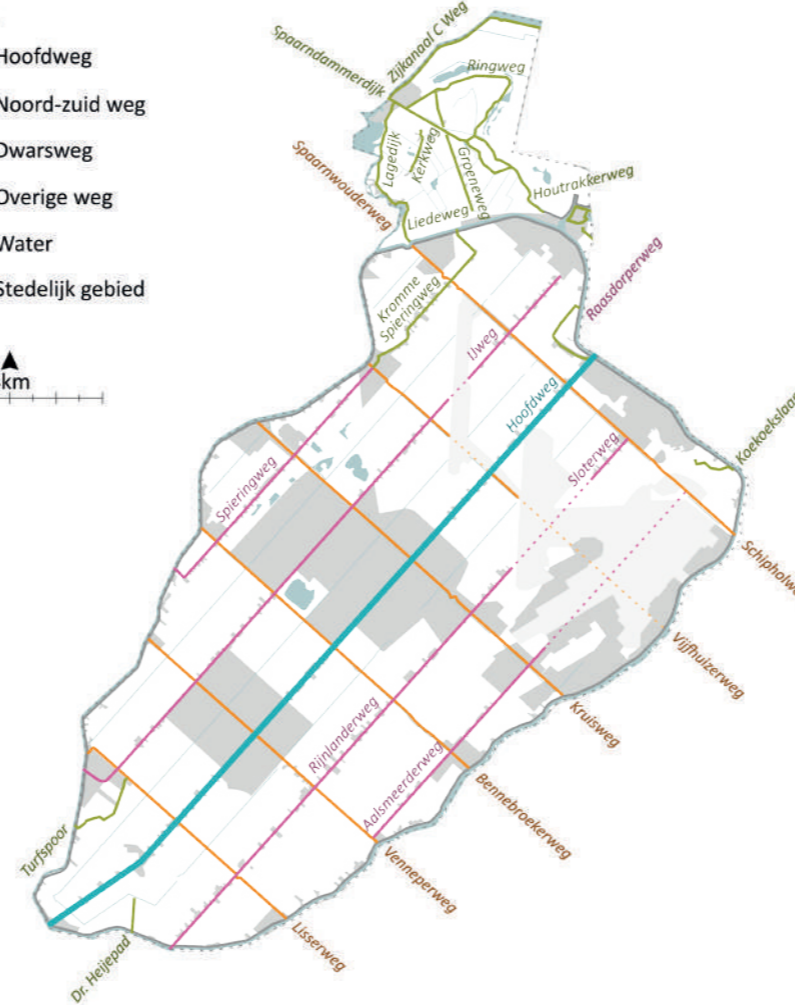 Hoofdweg
Noord-zuid weg
Dwarsweg
Overige weg
Water
Stedelijk gebied
km
Zijkanaal C Weg
Spaarndammerdijk
Ringweg
Lagedijk
Kerkweg
Groeneweg
Houtrakkerweg
Spaarnwouderweg
Liedeweg
Raasdorperweg
Kromme
Spieringweg
IJweg
Hoofdweg
Koekoekslaan
Sloterweg
Spieringweg
Schipholweg
Vijfhuizerweg
Kruisweg
Rijnlanderweg
Aalsmeerderweg
Bennebroekerweg
Turfspoor
Venneperweg
Lisserweg
Dr. Heijepad